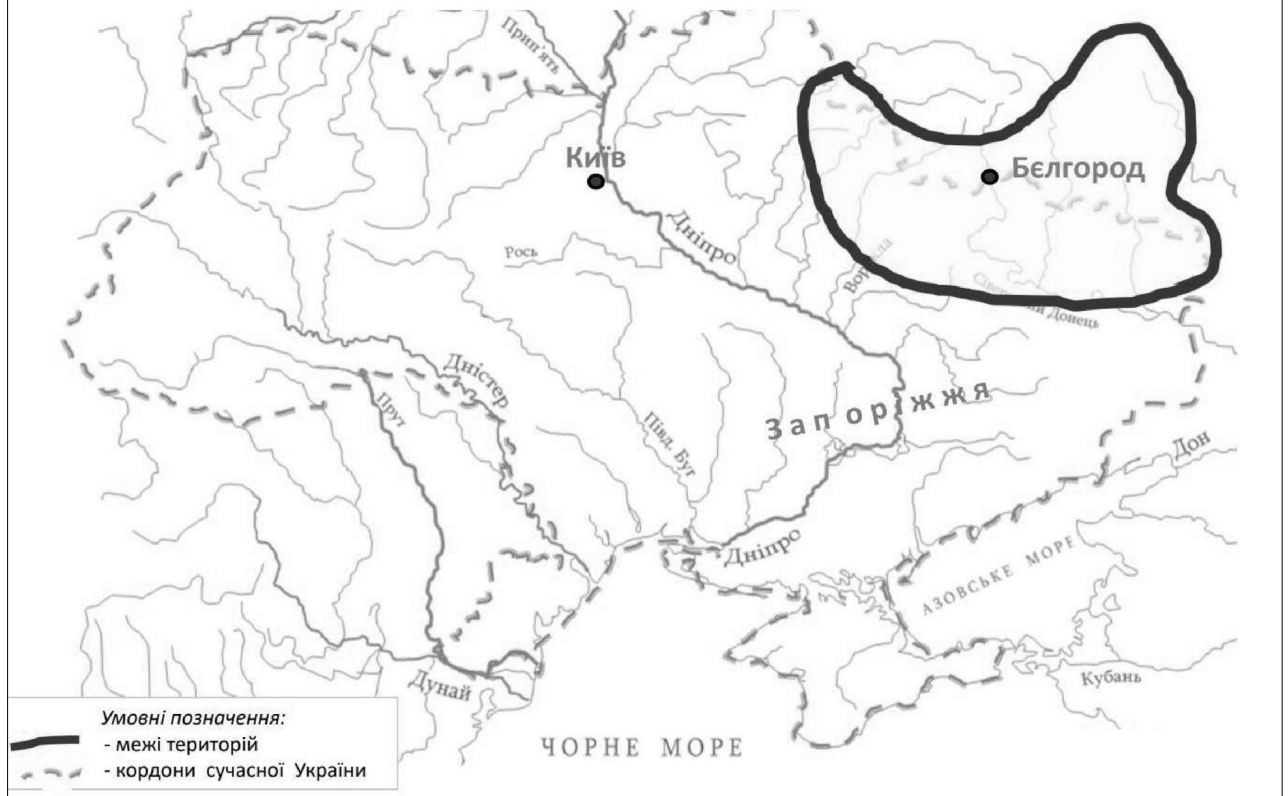 Прип'ять
Київ
Бєлгород
Дніпро
Рось
Ворскла
Сіверський Донець
Дністер
Прут
Півд. Буг
Запоріжжя
Дон
Дніпро
АЗОВСЬКЕ МОРЕ
Дунай
Кубань
ЧОРНЕ МОРЕ
Умовні позначення:
- межі територій
- кордони сучасної України